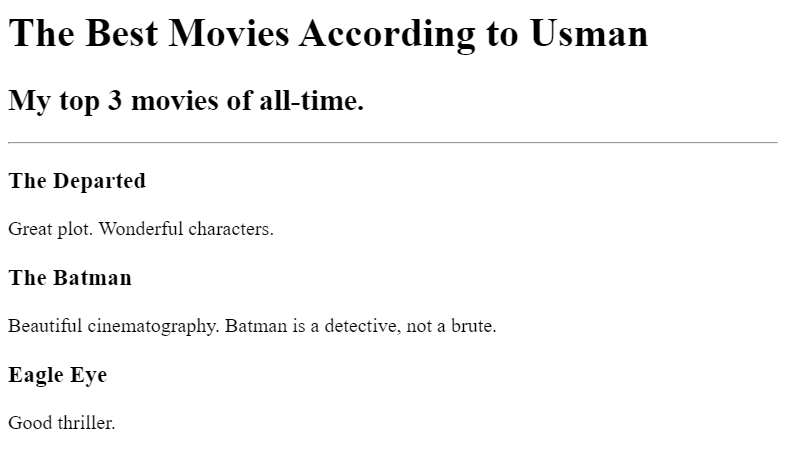 The Best Movies According to Usman
My top 3 movies of all-time.
The Departed
Great plot. Wonderful characters.
The Batman
Beautiful cinematography. Batman is a detective, not a brute.
Eagle Eye
Good thriller.